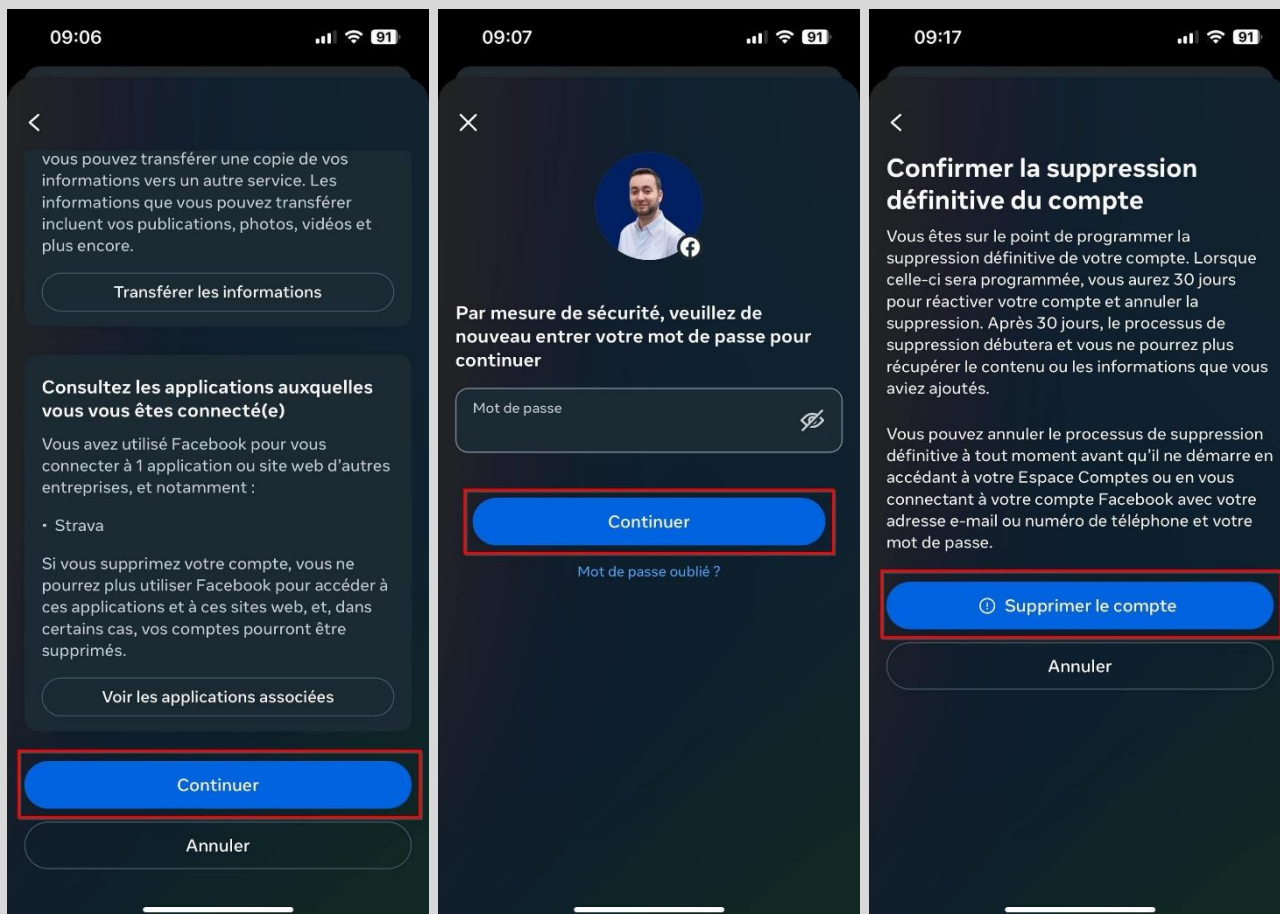 09:06
91
vous pouvez transférer une copie de vos
informations vers un autre service. Les
informations que vous pouvez transférer
incluent vos publications, photos, vidéos et
plus encore.
Transférer les informations
Consultez les applications auxquelles
vous vous êtes connecté(e)
Vous avez utilisé Facebook pour vous
connecter à 1 application ou site web d'autres
entreprises, et notamment :
• Strava
Si vous supprimez votre compte, vous ne
pourrez plus utiliser Facebook pour accéder à
ces applications et à ces sites web, et, dans
certains cas, vos comptes pourront être
supprimés.
Voir les applications associées
Continuer
Annuler
09:07
91
Par mesure de sécurité, veuillez de
nouveau entrer votre mot de passe pour
continuer
Mot de passe
Continuer
Mot de passe oublié ?
09:17
91
Confirmer la suppression
définitive du compte
Vous êtes sur le point de programmer la
suppression définitive de votre compte. Lorsque
celle-ci sera programmée, vous aurez 30 jours
pour réactiver votre compte et annuler la
suppression. Après 30 jours, le processus de
suppression débutera et vous ne pourrez plus
récupérer le contenu ou les informations que vous
aviez ajoutés.
Vous pouvez annuler le processus de suppression
définitive à tout moment avant qu'il ne démarre en
accédant à votre Espace Comptes ou en vous
connectant à votre compte Facebook avec votre
adresse e-mail ou numéro de téléphone et votre
mot de passe.
Supprimer le compte
Annuler